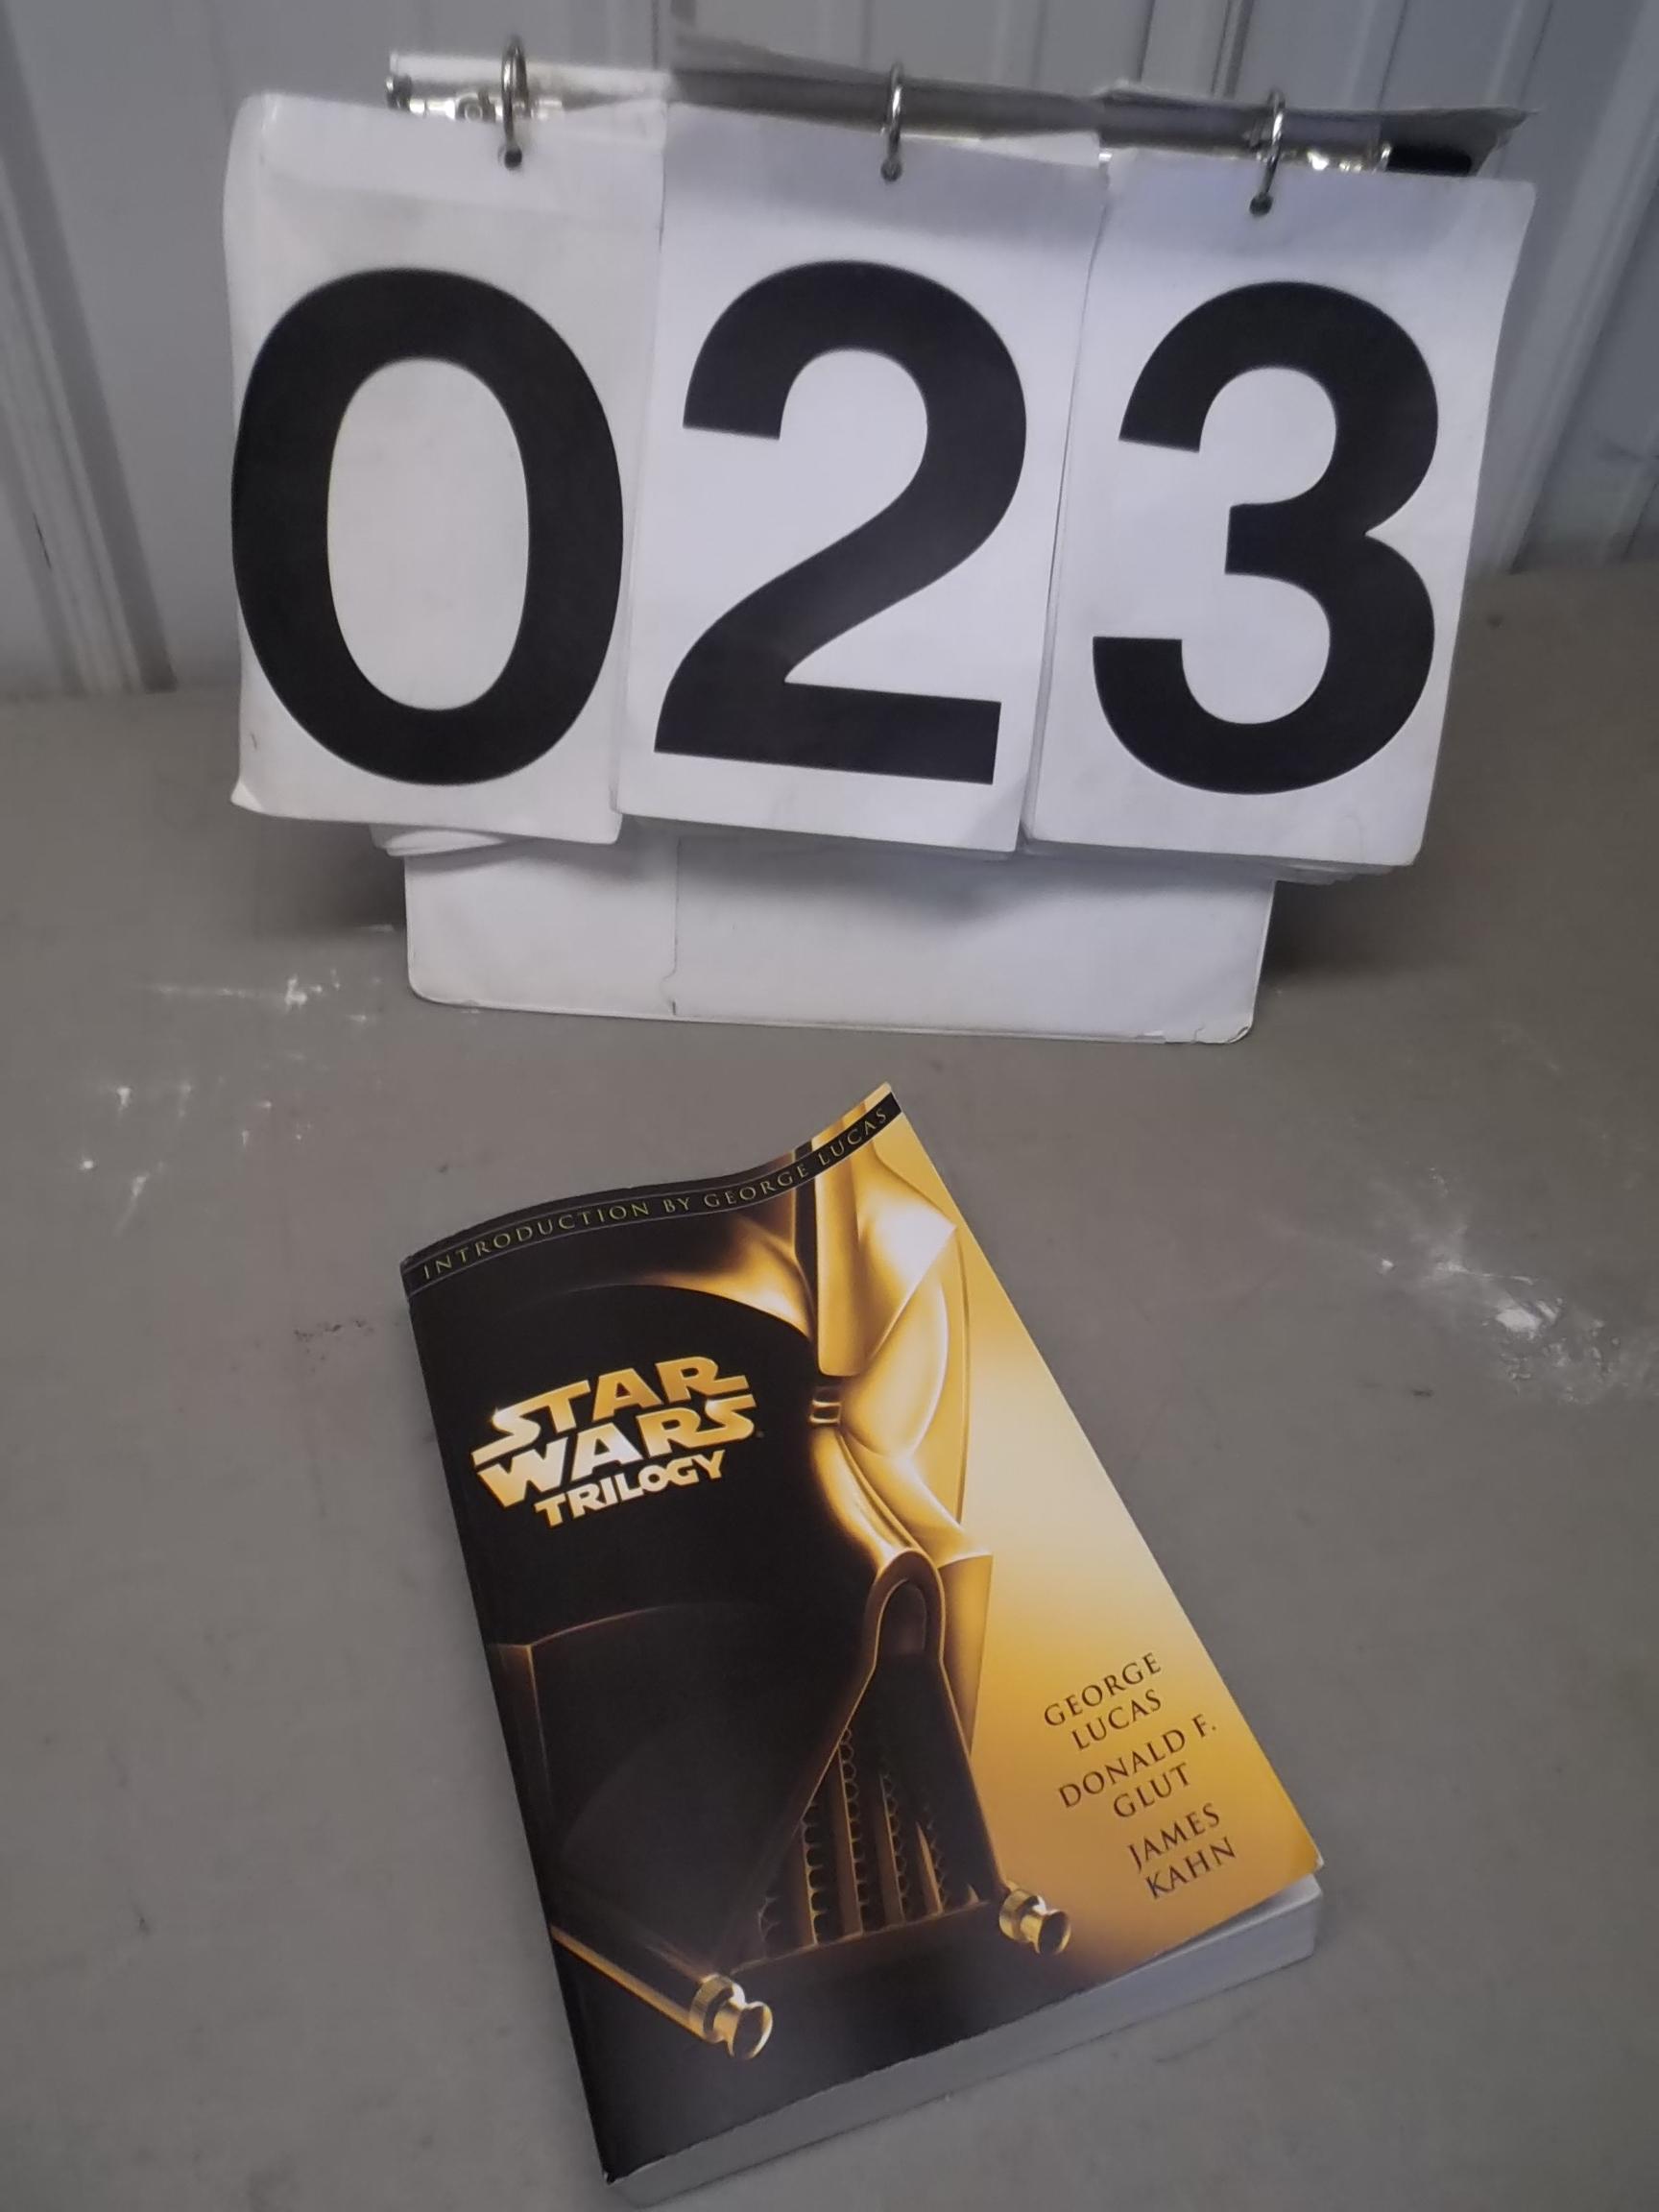 023
INTRODUCTION BY GEORGE LUCAS
STAR
WARS
TRILOGY
GEORGE
LUCAS
DONALD F.
GLUT
JAMES
KAHN